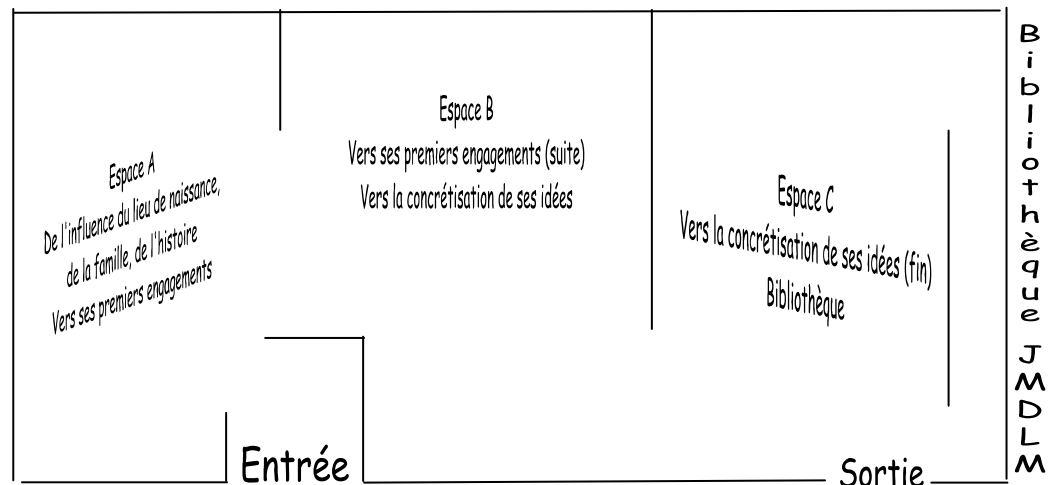 Espace A
De l'influence du lieu de naissance,
de la famille, de l'histoire
Vers ses premiers engagements
Espace B
Vers ses premiers engagements (suite)
Vers la concrétisation de ses idées
Espace C
Vers la concrétisation de ses idées (fin)
Bibliothèque
Entrée
Sortie
Bibliothèque JMDLM